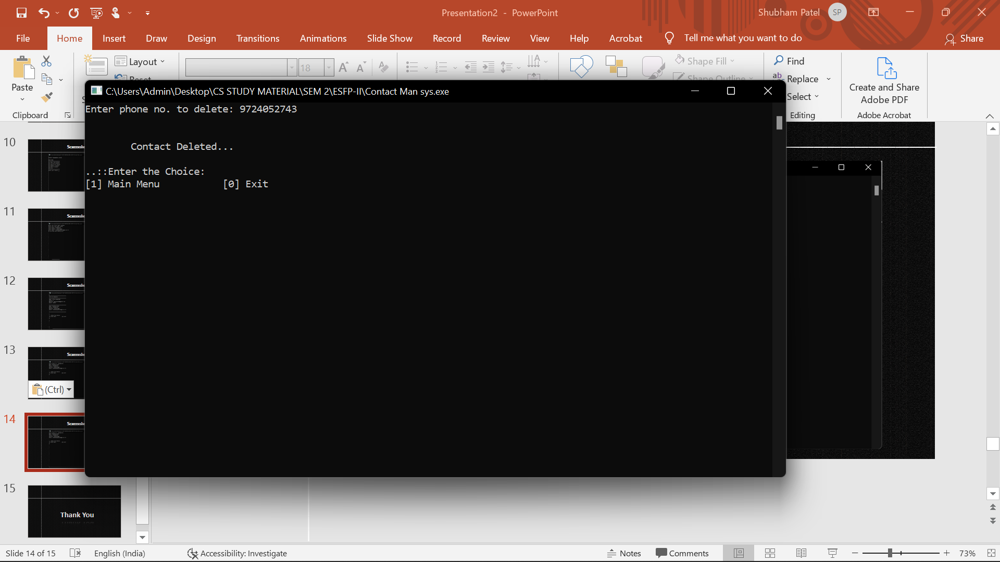 Presentation2 - PowerPoint
Shubham Patel SP
File Home Insert Draw Design Transitions Animations Slide Show Record Review View Help Acrobat Tell me what you want to do Share
Paste
Clipboard
Layout
Reset
18
Shape Fill
Shape Outline
Find
Replace
Select
Editing
Create and Share
Adobe PDF
Adobe Acrobat
C:\Users\Admin\Desktop\CS STUDY MATERIAL\SEM 2\ESFP-II\Contact Man sys.exe
Enter phone no. to delete: 9724052743
Contact Deleted...
..::Enter the Choice:
[1] Main Menu [0] Exit
10
11
12
13
(Ctrl)
14
15
Thank You
Slide 14 of 15 English (India) Accessibility: Investigate Notes Comments 73%